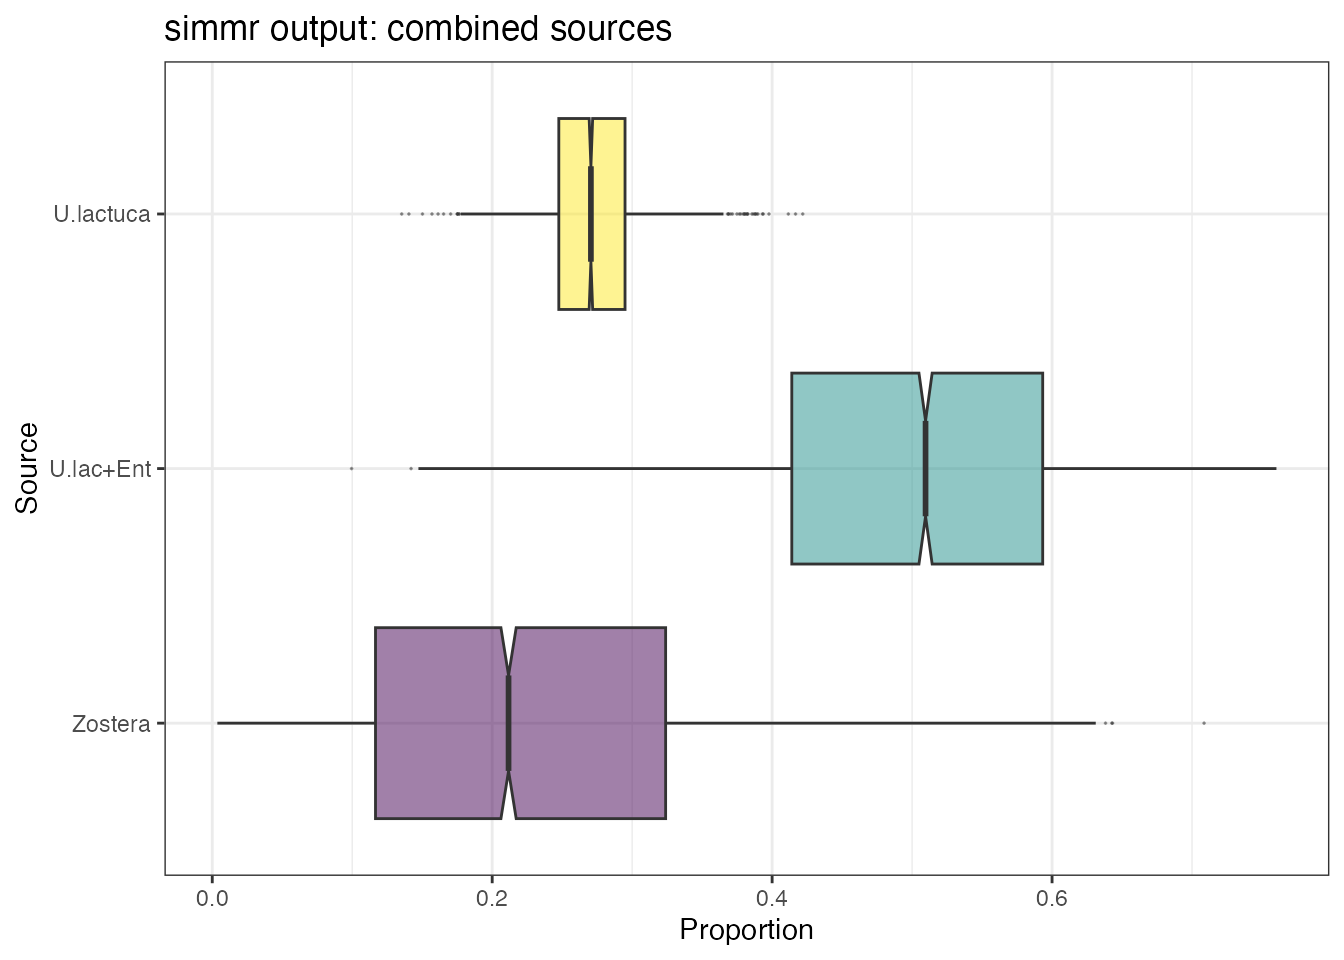 simmr output: combined sources
Source
U.lactuca
U.lac+Ent
Zostera
0.0
0.2
0.4
0.6
Proportion